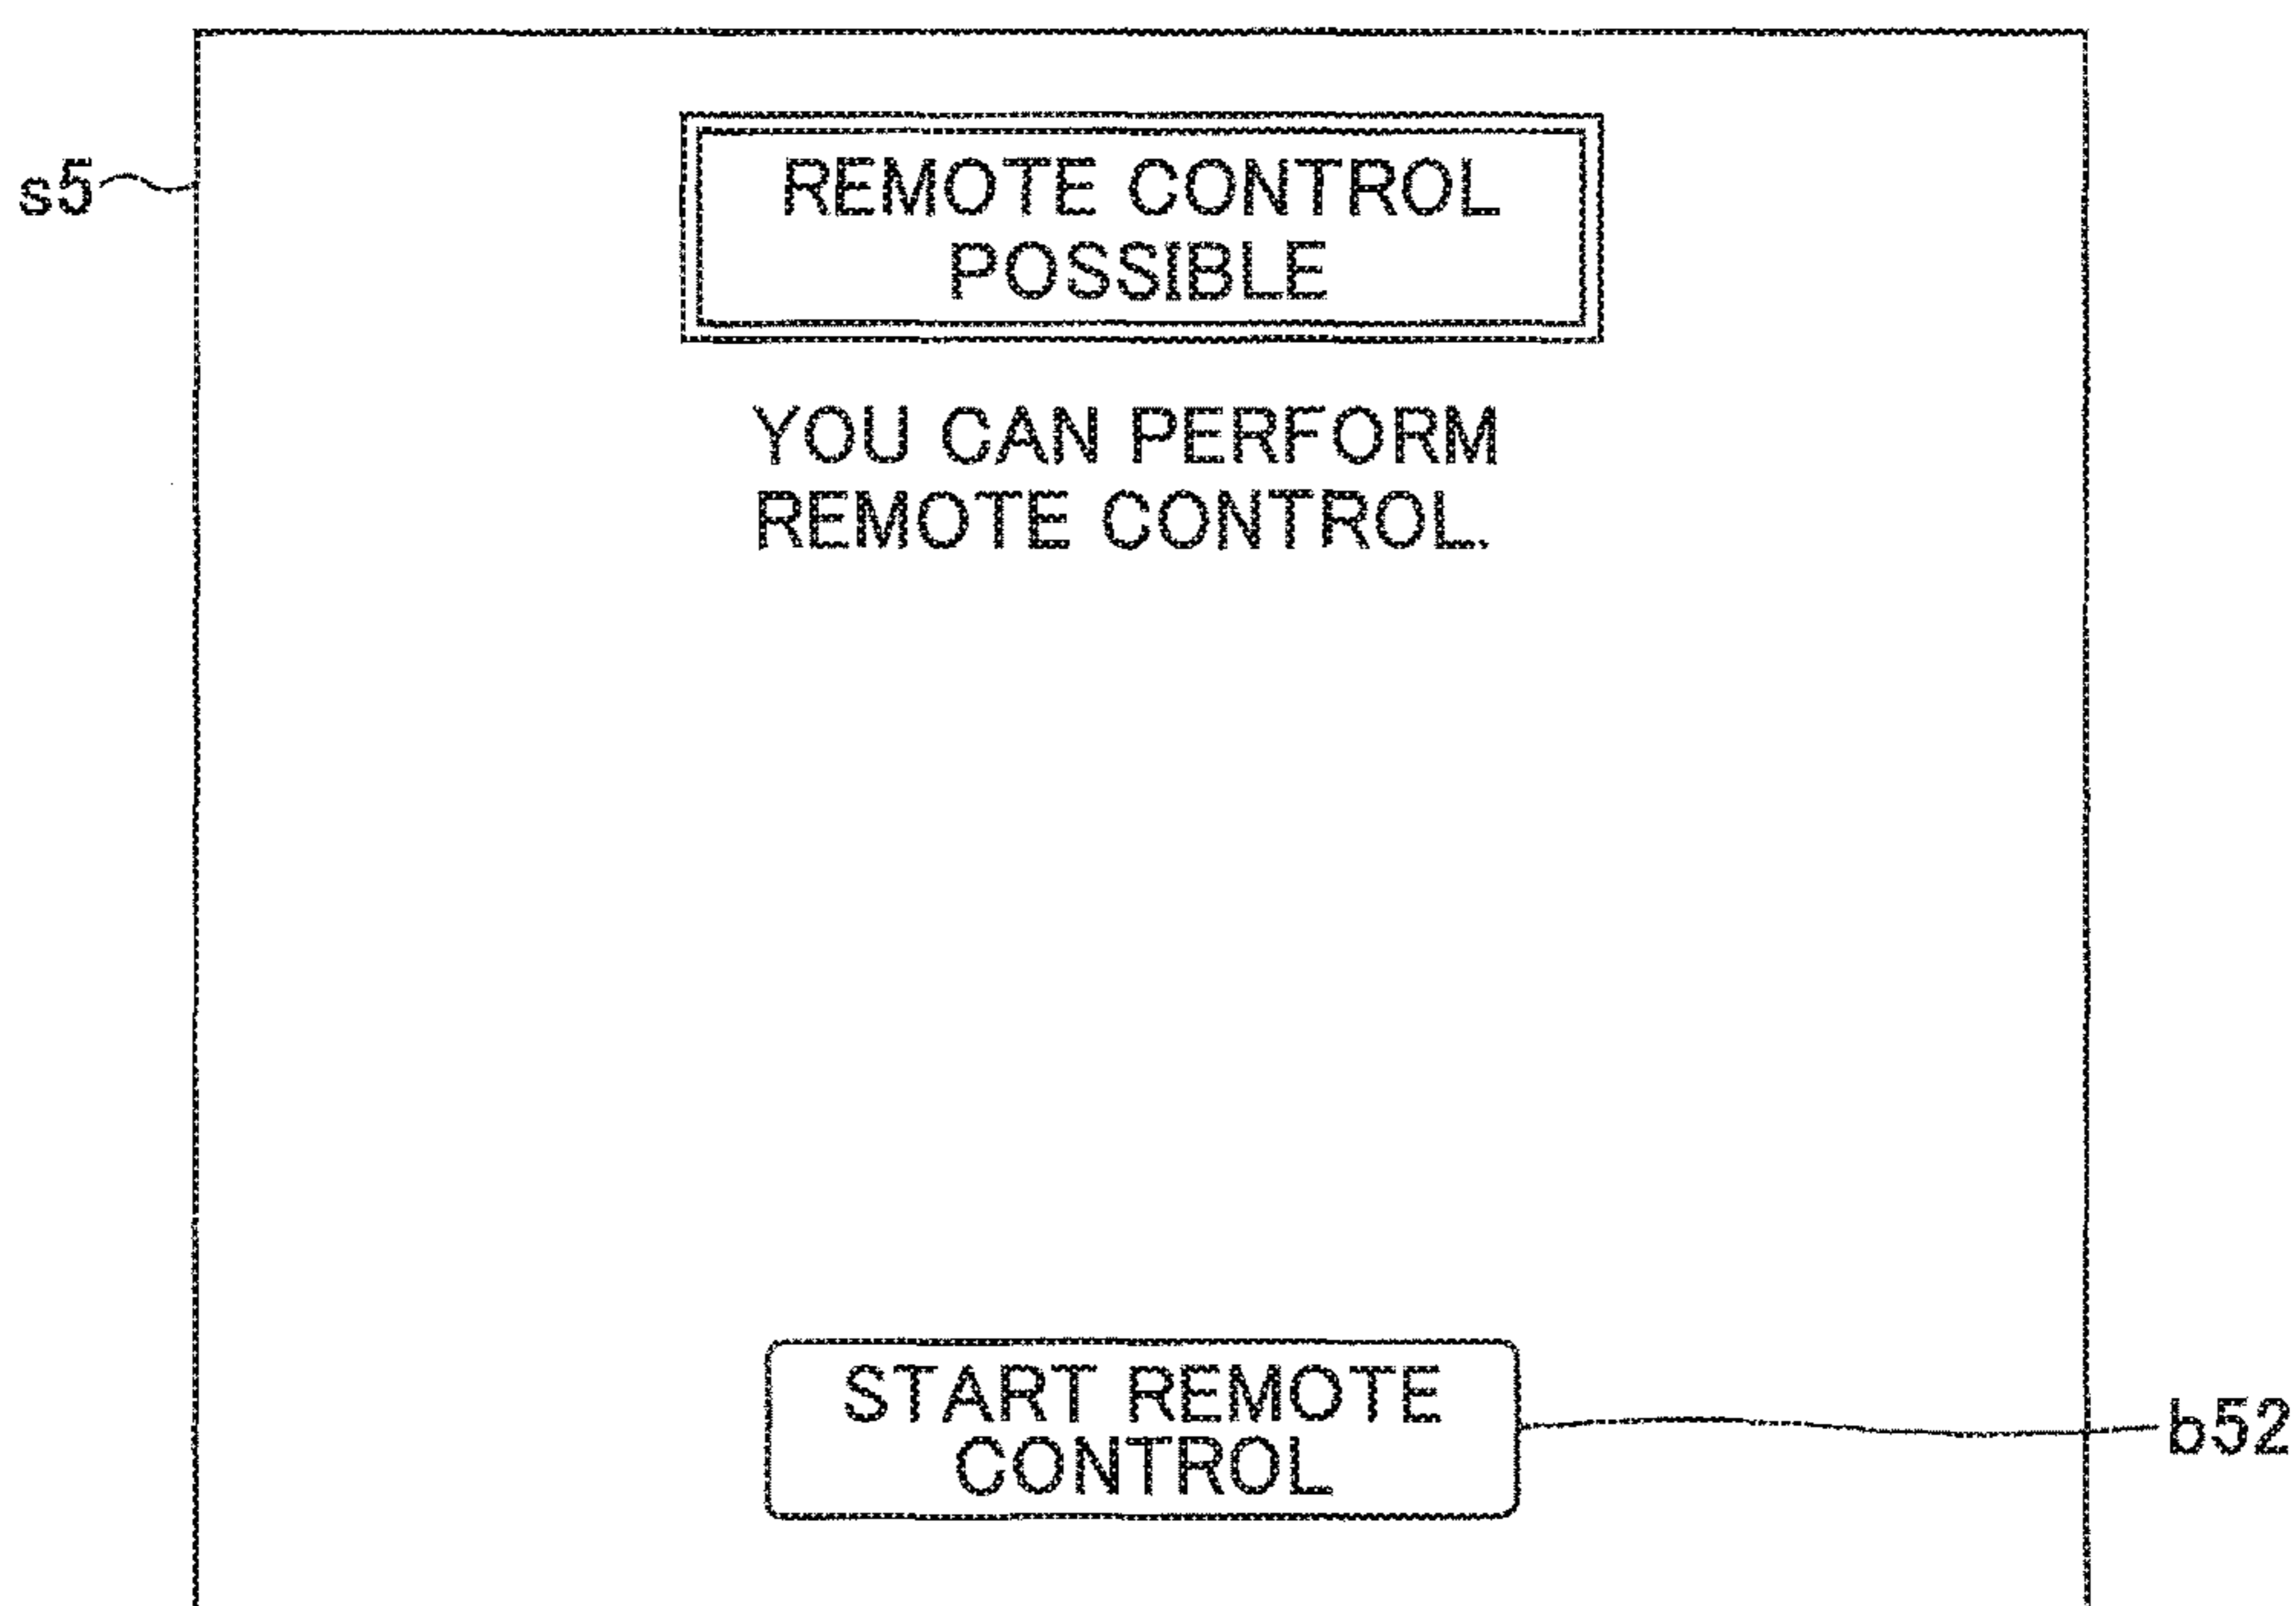 s5
REMOTE CONTROL
POSSIBLE
YOU CAN PERFORM
REMOTE CONTROL.
START REMOTE
CONTROL
b52